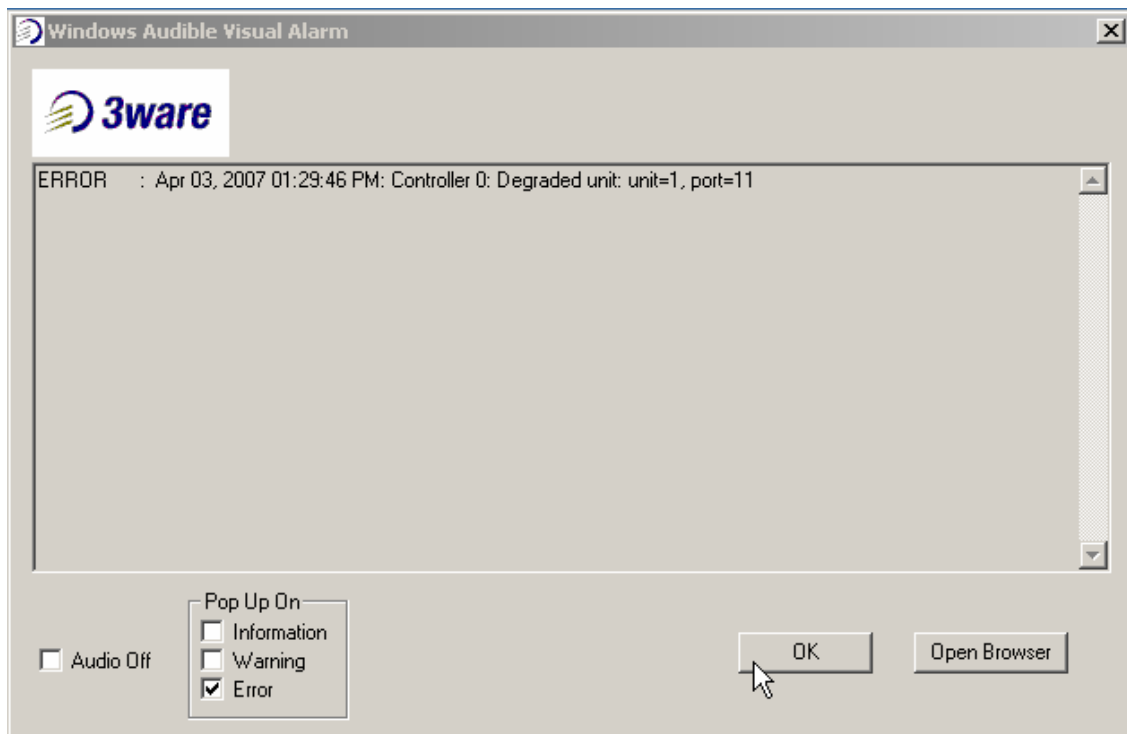 Windows Audible Visual Alarm
3ware
ERROR : Apr 03, 2007 01:29:46 PM: Controller 0: Degraded unit: unit=1, port=11
Pop Up On
Information
Audio Off
Warning
Error
OK
Open Browser